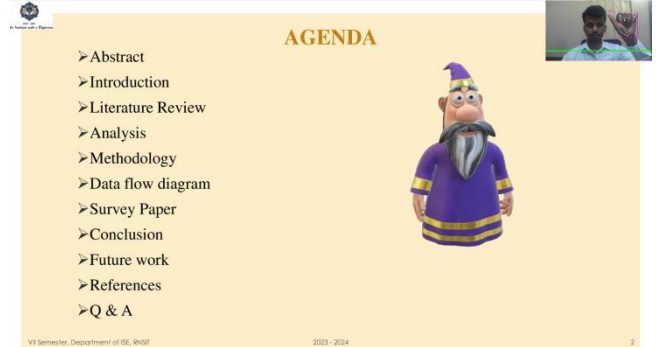 AGENDA
➢Abstract
➢Introduction
➢Literature Review
➢Analysis
➢Methodology
➢Data flow diagram
➢Survey Paper
➢Conclusion
➢Future work
➢References
➢Q & A
VII Semester, Department of ISE, RNSIT
2023 - 2024
2